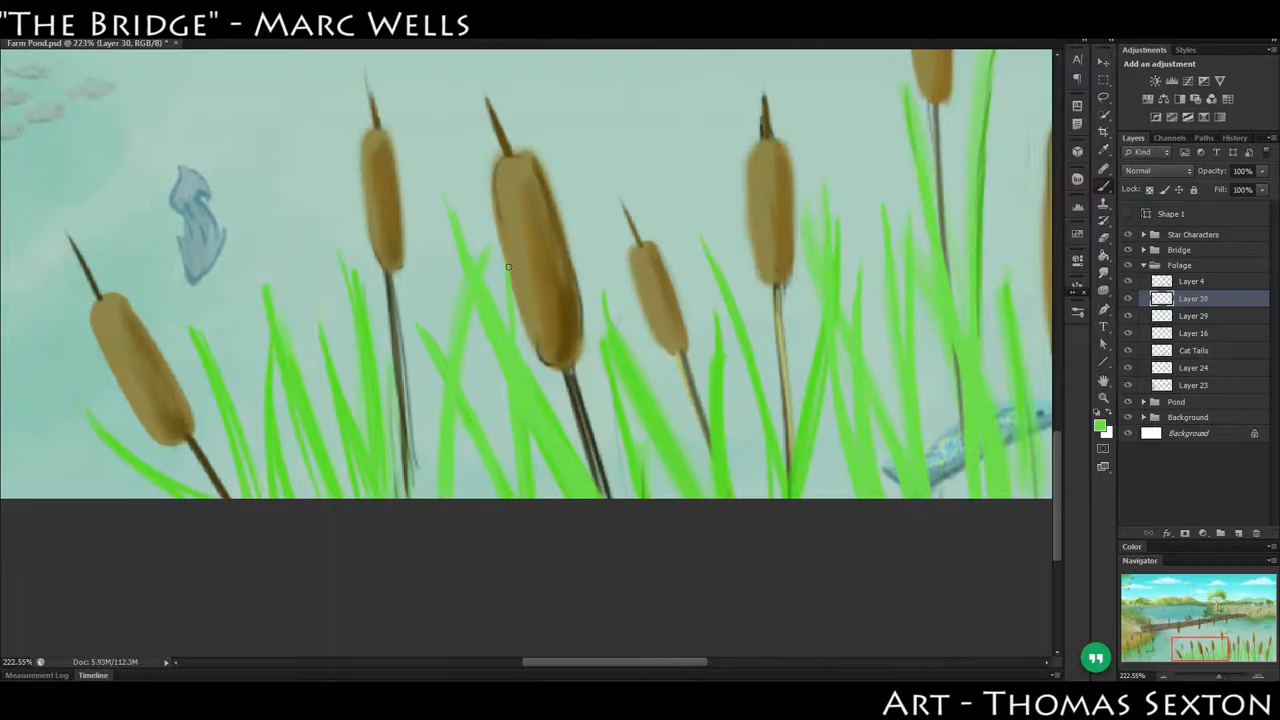 "The Bridge" - Marc Wells
Farm Pond.psd @ 223% (Layer 30, RGB/8) * ×
Adjustments Styles
Add an adjustment
Layers Channels Paths History
Kind
Normal Opacity: 100%
Lock: Fill: 100%
Shape 1
Star Characters
Bridge
Folage
Layer 4
Layer 30
Layer 29
Layer 16
Cat Tails
Layer 24
Layer 23
Pond
Background
Background
fx
Color
Navigator
222.55% Doc: 5.93M/112.3M
222.55%
Measurement Log Timeline
Art - Thomas Sexton